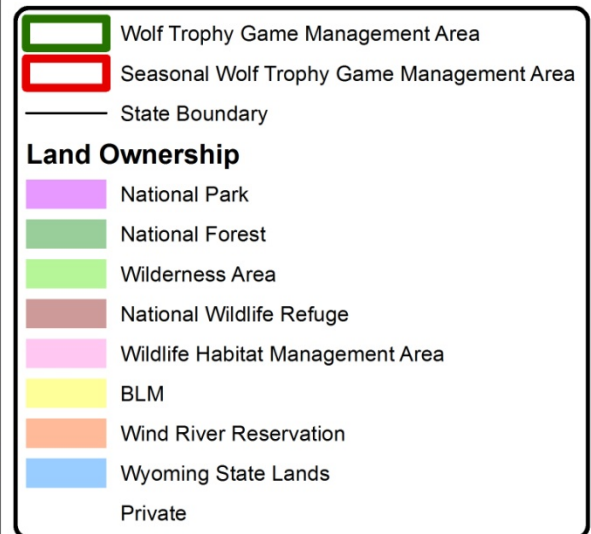 Wolf Trophy Game Management Area
Seasonal Wolf Trophy Game Management Area
State Boundary
Land Ownership
National Park
National Forest
Wilderness Area
National Wildlife Refuge
Wildlife Habitat Management Area
BLM
Wind River Reservation
Wyoming State Lands
Private